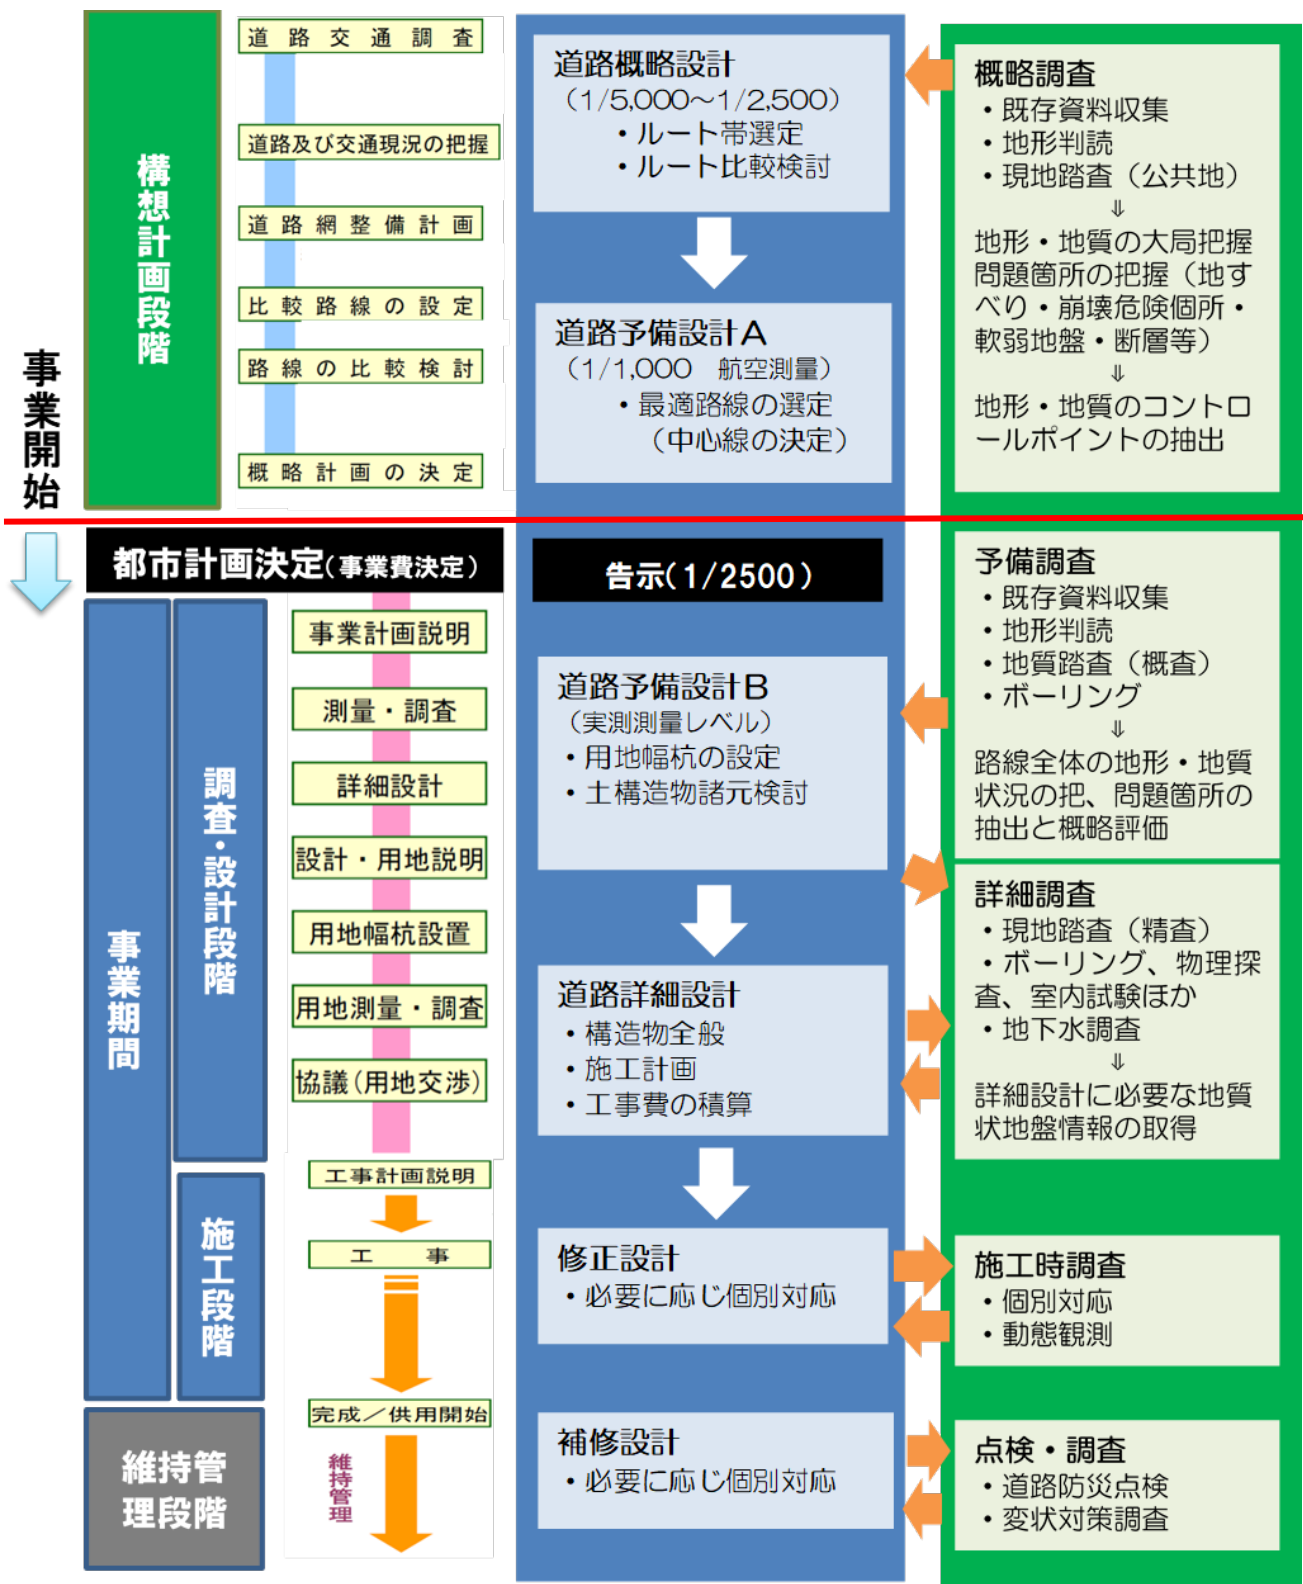 事業開始
構想計画段階
道路交通調査
道路及び交通現況の把握
道路網整備計画
比較路線の設定
路線の比較検討
概略計画の決定
道路概略設計
（1/5,000～1/2,500）
・ルート帯選定
・ルート比較検討
道路予備設計A
（1/1,000　航空測量）
・最適路線の選定
（中心線の決定）
概略調査
・既存資料収集
・地形判読
・現地踏査（公共地）
⇓
地形・地質の大局把握
問題箇所の把握（地す
べり・崩壊危険個所・
軟弱地盤・断層等）
⇓
地形・地質のコントロ
ールポイントの抽出
都市計画決定（事業費決定）
告示（1/2500）
事業期間
調査・設計段階
事業計画説明
測量・調査
詳細設計
設計・用地説明
用地幅杭設置
用地測量・調査
協議（用地交渉）
施工段階
工事計画説明
工　事
完成／供用開始
維持管
理段階
維持管理
道路予備設計B
（実測測量レベル）
・用地幅杭の設定
・土構造物諸元検討
道路詳細設計
・構造物全般
・施工計画
・工事費の積算
修正設計
・必要に応じ個別対応
補修設計
・必要に応じ個別対応
予備調査
・既存資料収集
・地形判読
・地質踏査（概査）
・ボーリング
⇓
路線全体の地形・地質
状況の把、問題箇所の
抽出と概略評価
詳細調査
・現地踏査（精査）
・ボーリング、物理探
査、室内試験ほか
・地下水調査
⇓
詳細設計に必要な地質
状地盤情報の取得
施工時調査
・個別対応
・動態観測
点検・調査
・道路防災点検
・変状対策調査